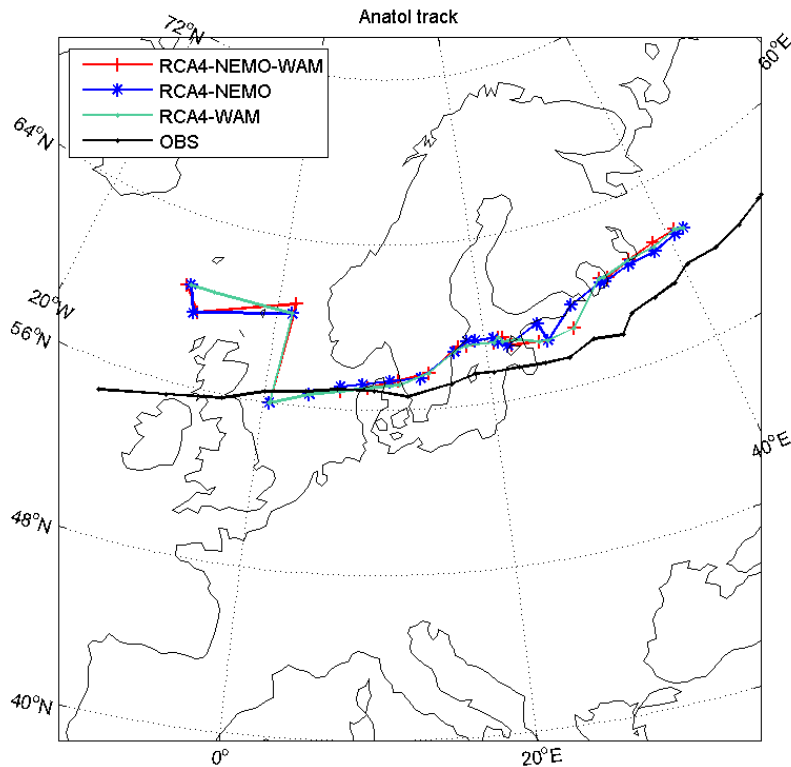 Anatol track
72°N
60°E
RCA4-NEMO-WAM
RCA4-NEMO
RCA4-WAM
OBS
64°N
20°W
56°N
40°E
48°N
40°N
0°
20°E